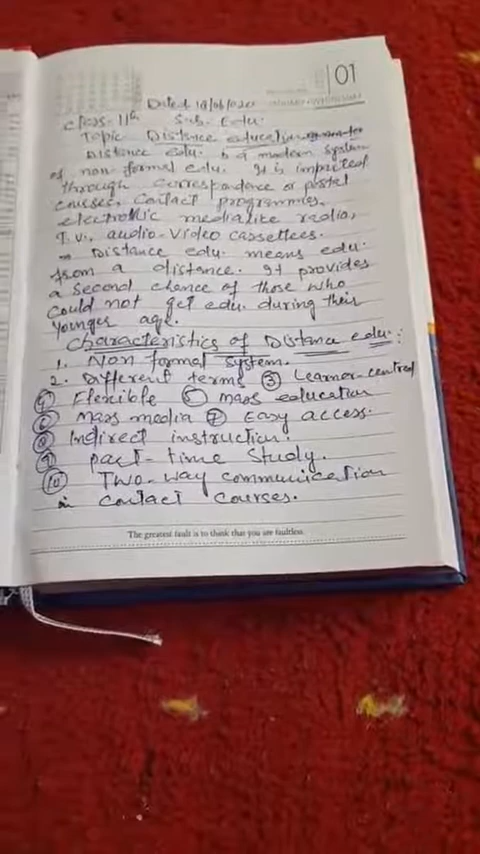 01
Dated 18/06/020
Class-11th Sub. Edu.
Topic Distance education
Distance edu. is a modern system
of non formal edu. It is imparted
through correspondence or postal
courses, contact programmes,
electronic media like radio,
T.V., audio-video cassettees.
Distance edu. means edu.
from a distance. It provides
a second chance of those who
could not get edu. during their
younger age.
Characteristics of Distance edu.:
1. Non formal system.
2. Different terms ③ Learner-centred
④ Flexible ⑤ mass education
⑥ Mass media ⑦ Easy access.
⑧ Indirect instruction.
⑨ part-time Study.
⑩ Two-way communication
in contact courses.
The greatest fault is to think that you are faultless.